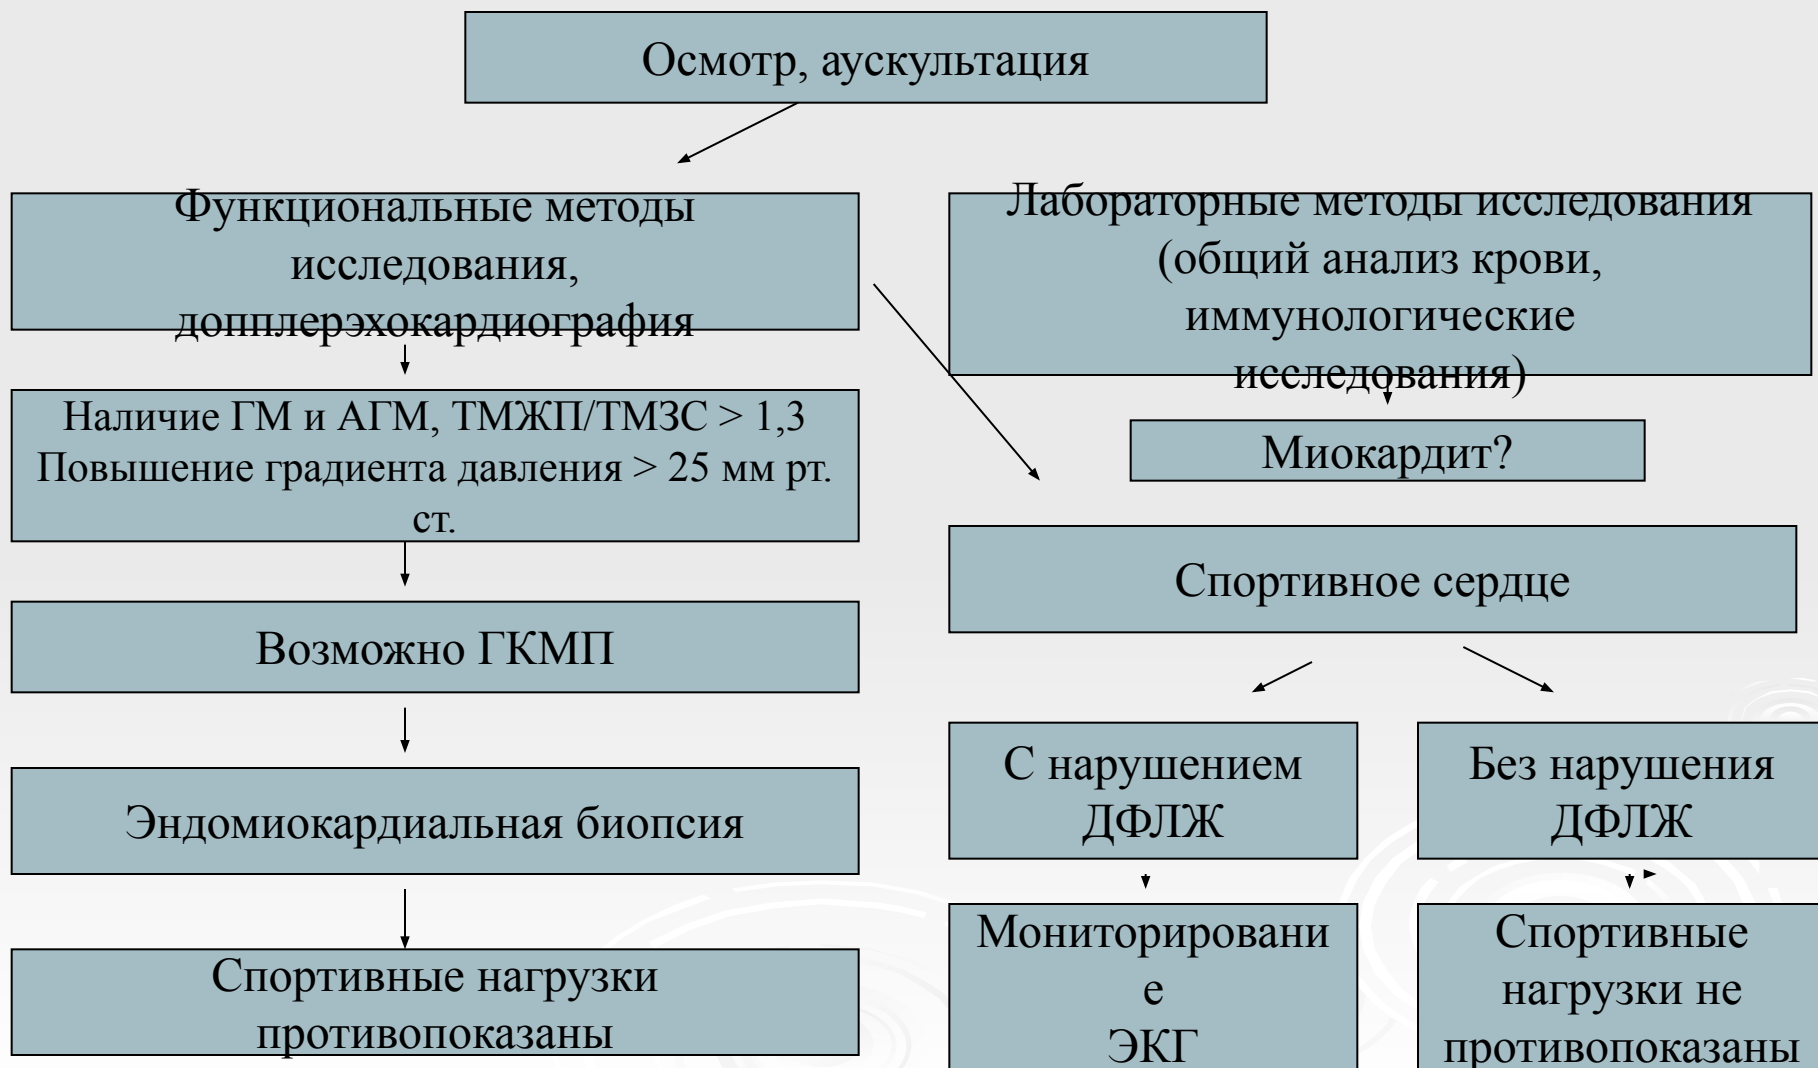 Осмотр, аускультация
Функциональные методы
исследования,
допплерэхокардиография
Лабораторные методы исследования
(общий анализ крови,
иммунологические
исследования)
Наличие ГМ и АГМ, ТМЖП/ТМЗС > 1,3
Повышение градиента давления > 25 мм рт.
ст.
Миокардит?
Спортивное сердце
Возможно ГКМП
С нарушением
ДФЛЖ
Без нарушения
ДФЛЖ
Эндомиокардиальная биопсия
Мониторировани
е
ЭКГ
Спортивные
нагрузки не
противопоказаны
Спортивные нагрузки
противопоказаны